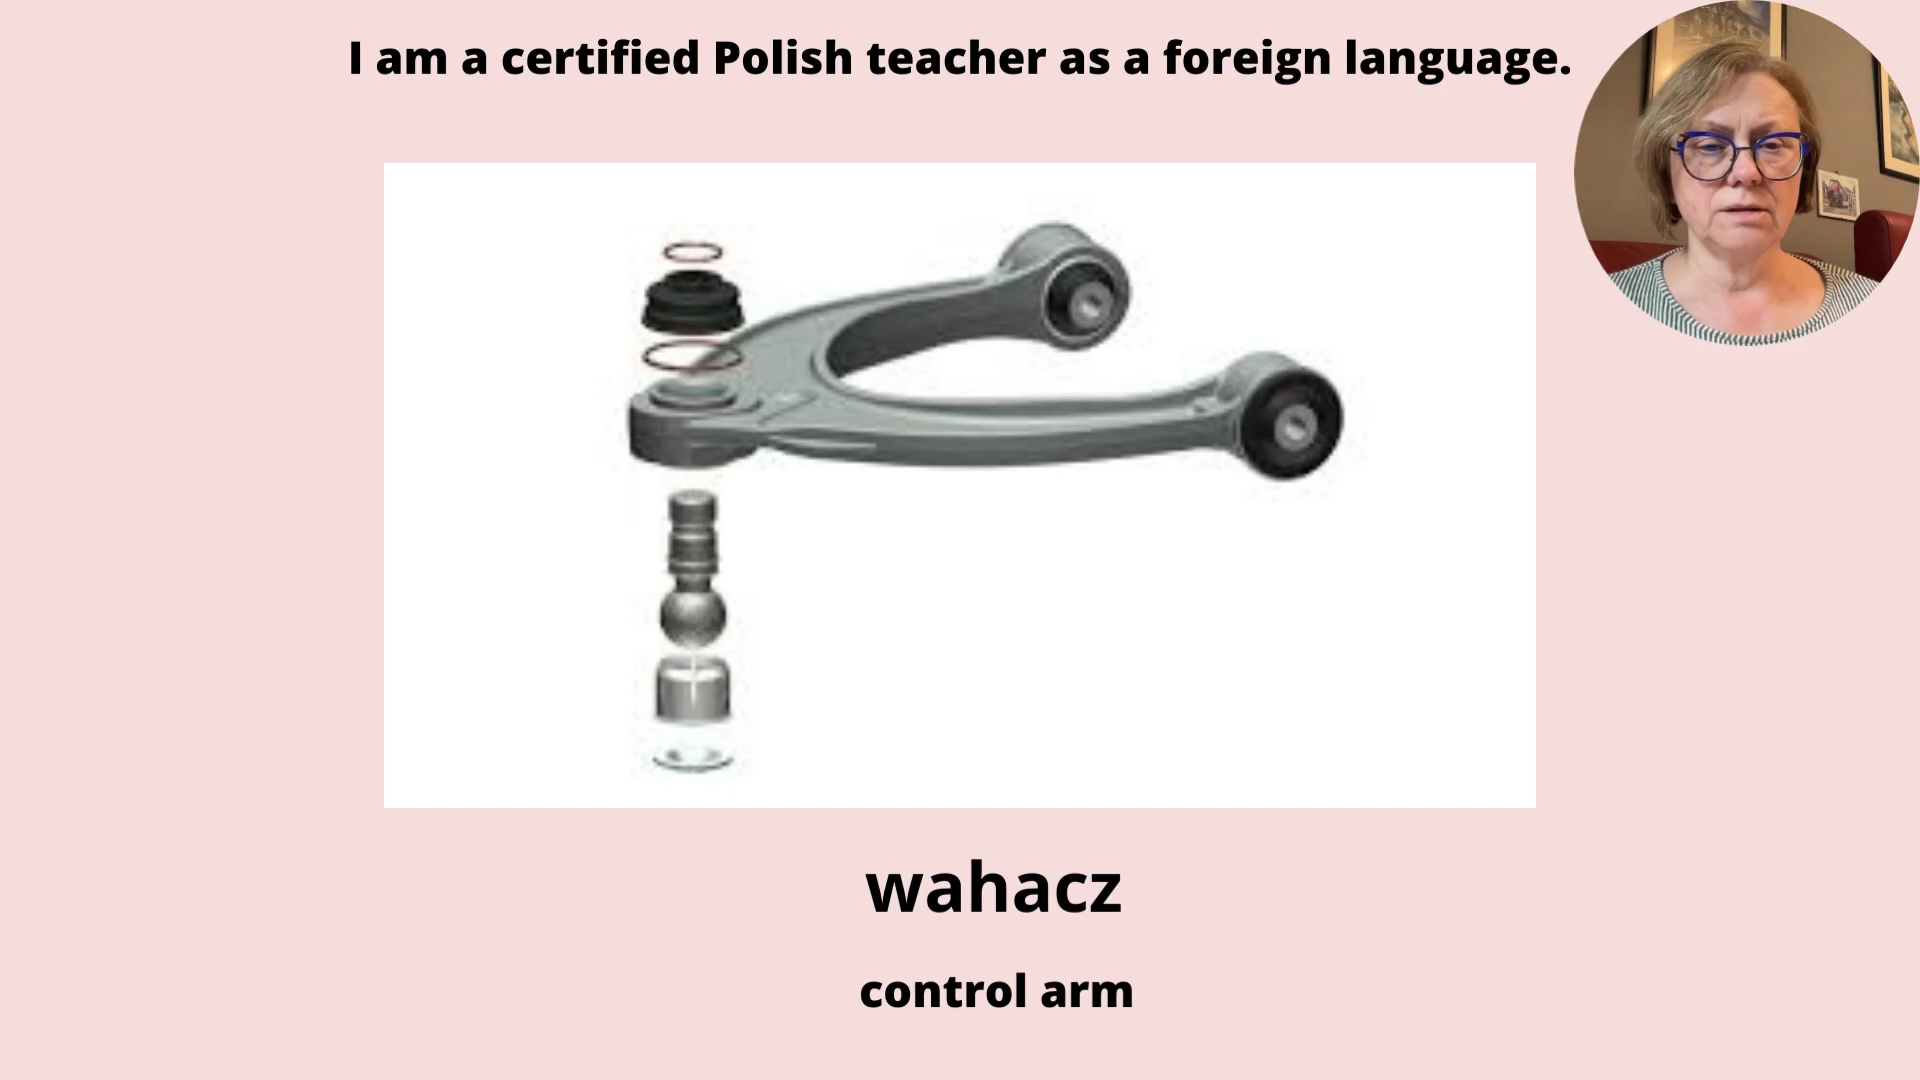 I am a certified Polish teacher as a foreign language.
wahacz
control arm